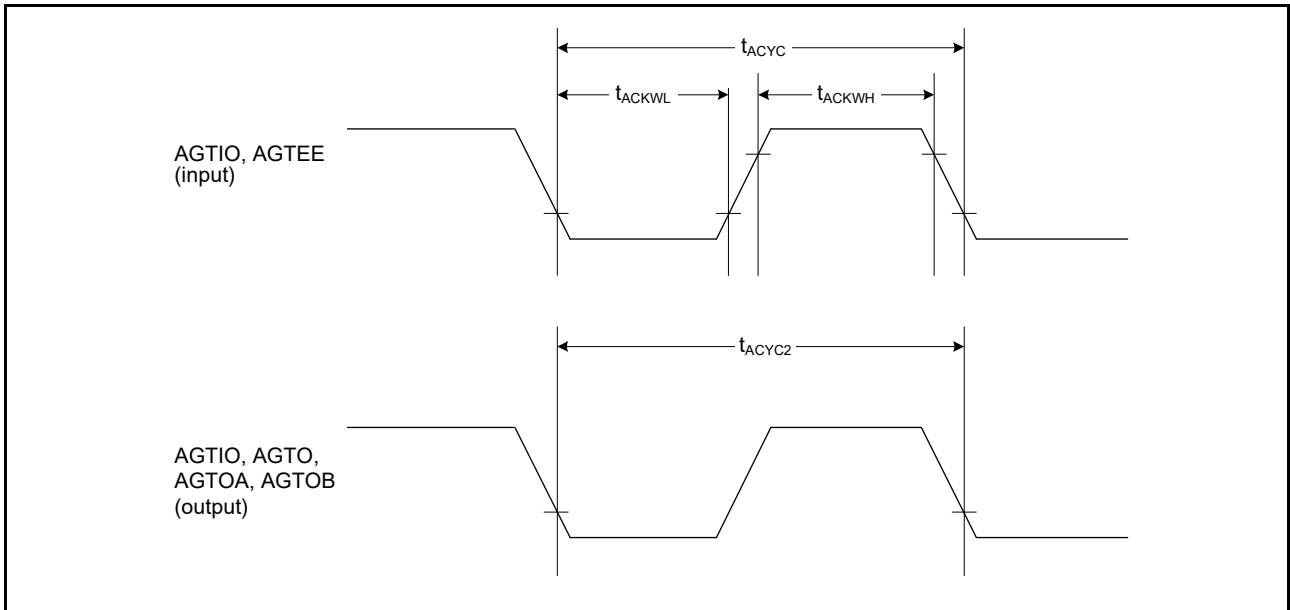 tACYC
tACKWL
tACKWH
AGTIO, AGTEE
(input)
tACYC2
AGTIO, AGTO,
AGTOA, AGTOB
(output)